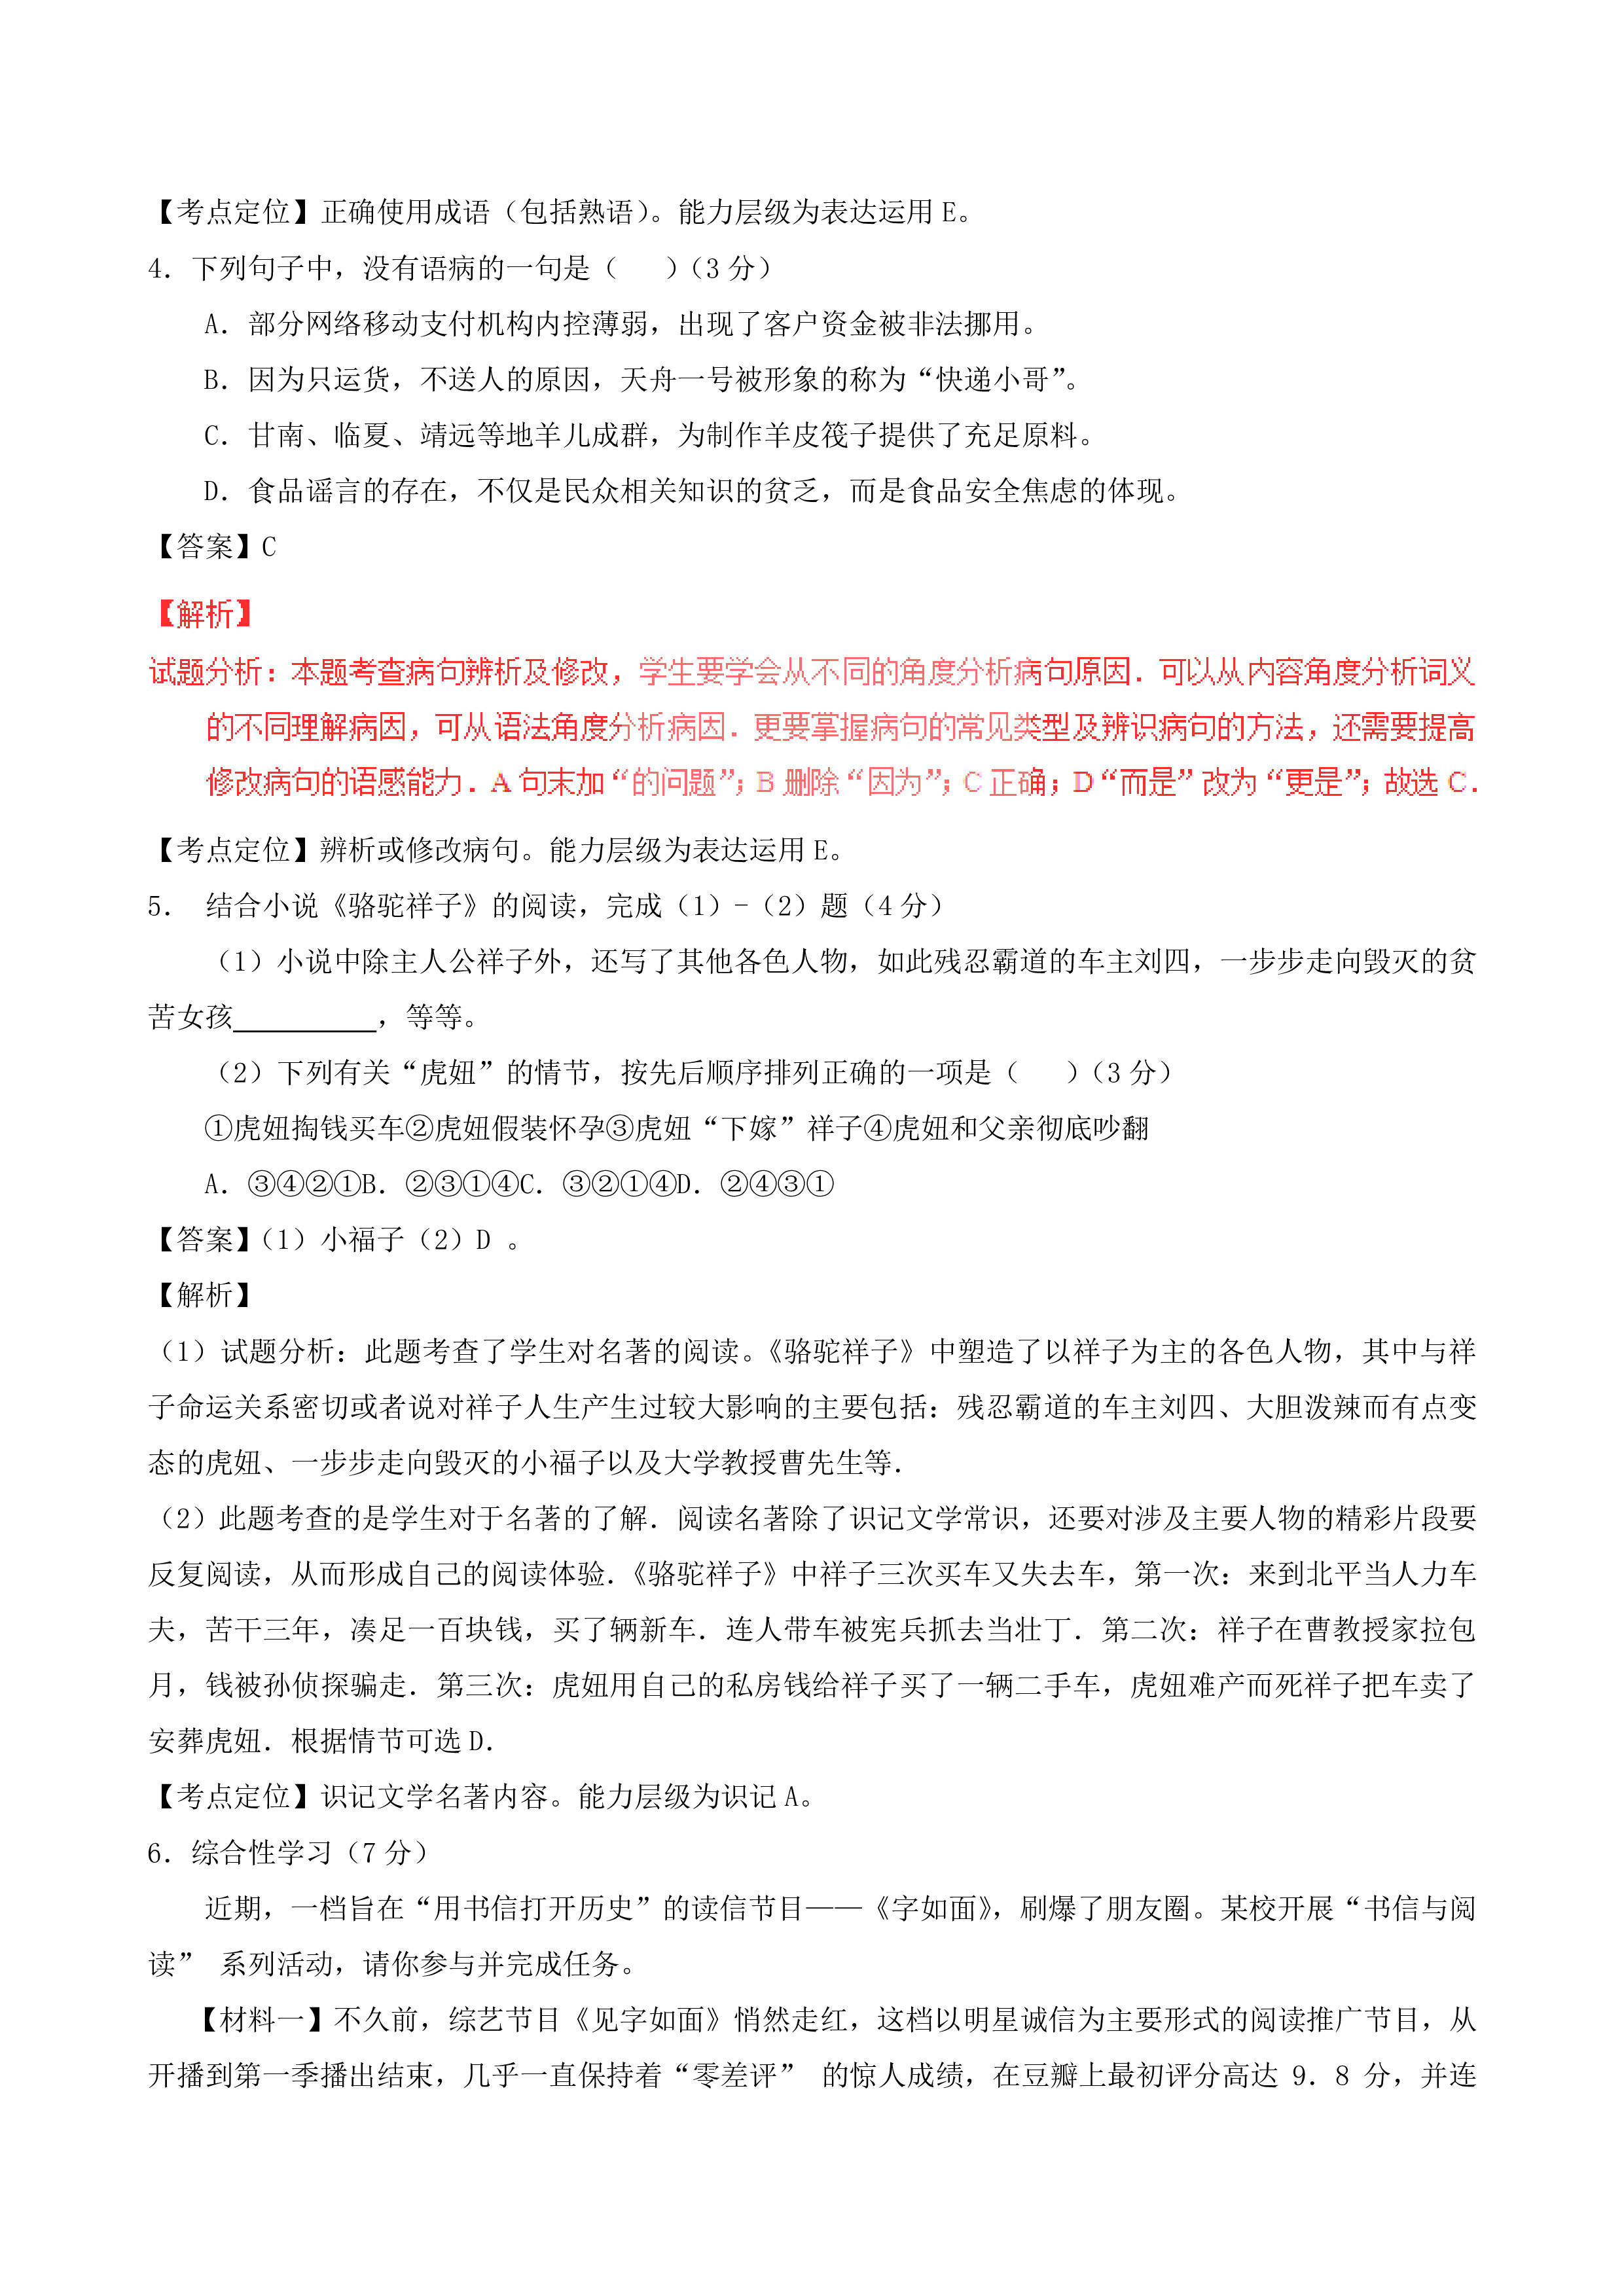 【考点定位】正确使用成语（包括熟语）。能力层级为表达运用 E。
4．下列句子中，没有语病的一句是（　　）（3 分）
A．部分网络移动支付机构内控薄弱，出现了客户资金被非法挪用。
B．因为只运货，不送人的原因，天舟一号被形象的称为“快递小哥”。
C．甘南、临夏、靖远等地羊儿成群，为制作羊皮筏子提供了充足原料。
D．食品谣言的存在，不仅是民众相关知识的贫乏，而是食品安全焦虑的体现。
【答案】C
【解析】
试题分析：本题考查病句辨析及修改，学生要学会从不同的角度分析病句原因．可以从内容角度分析词义
的不同理解病因，可从语法角度分析病因．更要掌握病句的常见类型及辨识病句的方法，还需要提高
修改病句的语感能力．A 句末加“的问题”；B 删除“因为”；C 正确；D“而是”改为“更是”；故选 C．
【考点定位】辨析或修改病句。能力层级为表达运用 E。
5． 结合小说《骆驼祥子》的阅读，完成（1）-（2）题（4 分）
（1）小说中除主人公祥子外，还写了其他各色人物，如此残忍霸道的车主刘四，一步步走向毁灭的贫
苦女孩__________，等等。
（2）下列有关“虎妞”的情节，按先后顺序排列正确的一项是（　　）（3 分）
①虎妞掏钱买车②虎妞假装怀孕③虎妞“下嫁”祥子④虎妞和父亲彻底吵翻
A．③④②①B．②③①④C．③②①④D．②④③①
【答案】（1）小福子（2）D 。
【解析】
（1）试题分析：此题考查了学生对名著的阅读。《骆驼祥子》中塑造了以祥子为主的各色人物，其中与祥
子命运关系密切或者说对祥子人生产生过较大影响的主要包括：残忍霸道的车主刘四、大胆泼辣而有点变
态的虎妞、一步步走向毁灭的小福子以及大学教授曹先生等．
（2）此题考查的是学生对于名著的了解．阅读名著除了识记文学常识，还要对涉及主要人物的精彩片段要
反复阅读，从而形成自己的阅读体验．《骆驼祥子》中祥子三次买车又失去车，第一次：来到北平当人力车
夫，苦干三年，凑足一百块钱，买了辆新车．连人带车被宪兵抓去当壮丁．第二次：祥子在曹教授家拉包
月，钱被孙侦探骗走．第三次：虎妞用自己的私房钱给祥子买了一辆二手车，虎妞难产而死祥子把车卖了
安葬虎妞．根据情节可选 D．
【考点定位】识记文学名著内容。能力层级为识记 A。
6．综合性学习（7 分）
近期，一档旨在“用书信打开历史”的读信节目——《字如面》，刷爆了朋友圈。某校开展“书信与阅
读” 系列活动，请你参与并完成任务。
【材料一】不久前，综艺节目《见字如面》悄然走红，这档以明星诚信为主要形式的阅读推广节目，从
开播到第一季播出结束，几乎一直保持着“零差评” 的惊人成绩，在豆瓣上最初评分高达 9．8 分，并连